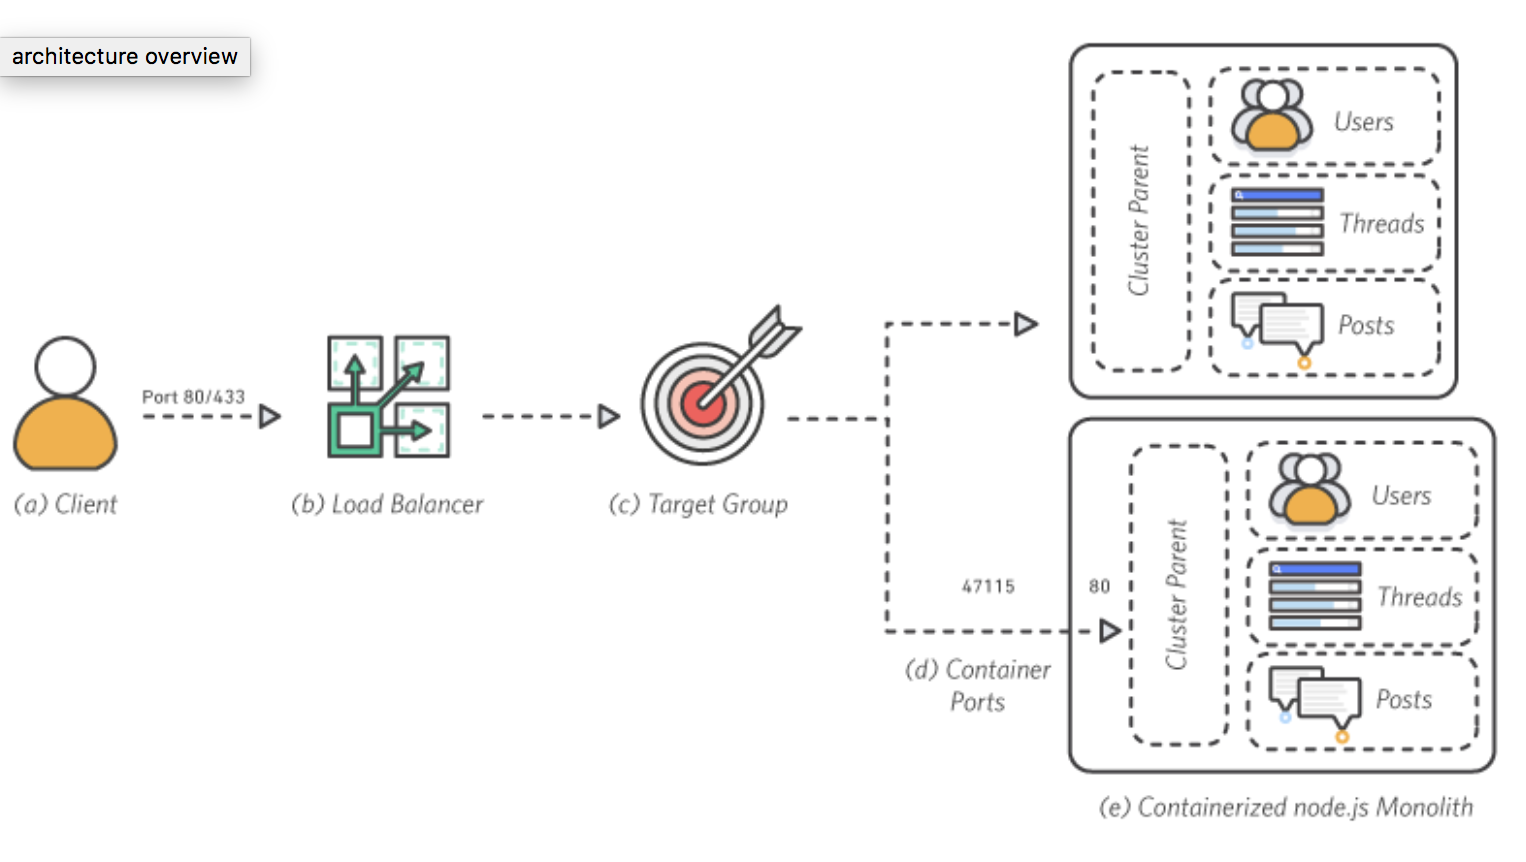 architecture overview
Port 80/433
(a) Client
(b) Load Balancer
(c) Target Group
47115
80
(d) Container
Ports
Cluster Parent
Users
Threads
Posts
Cluster Parent
Users
Threads
Posts
(e) Containerized node.js Monolith